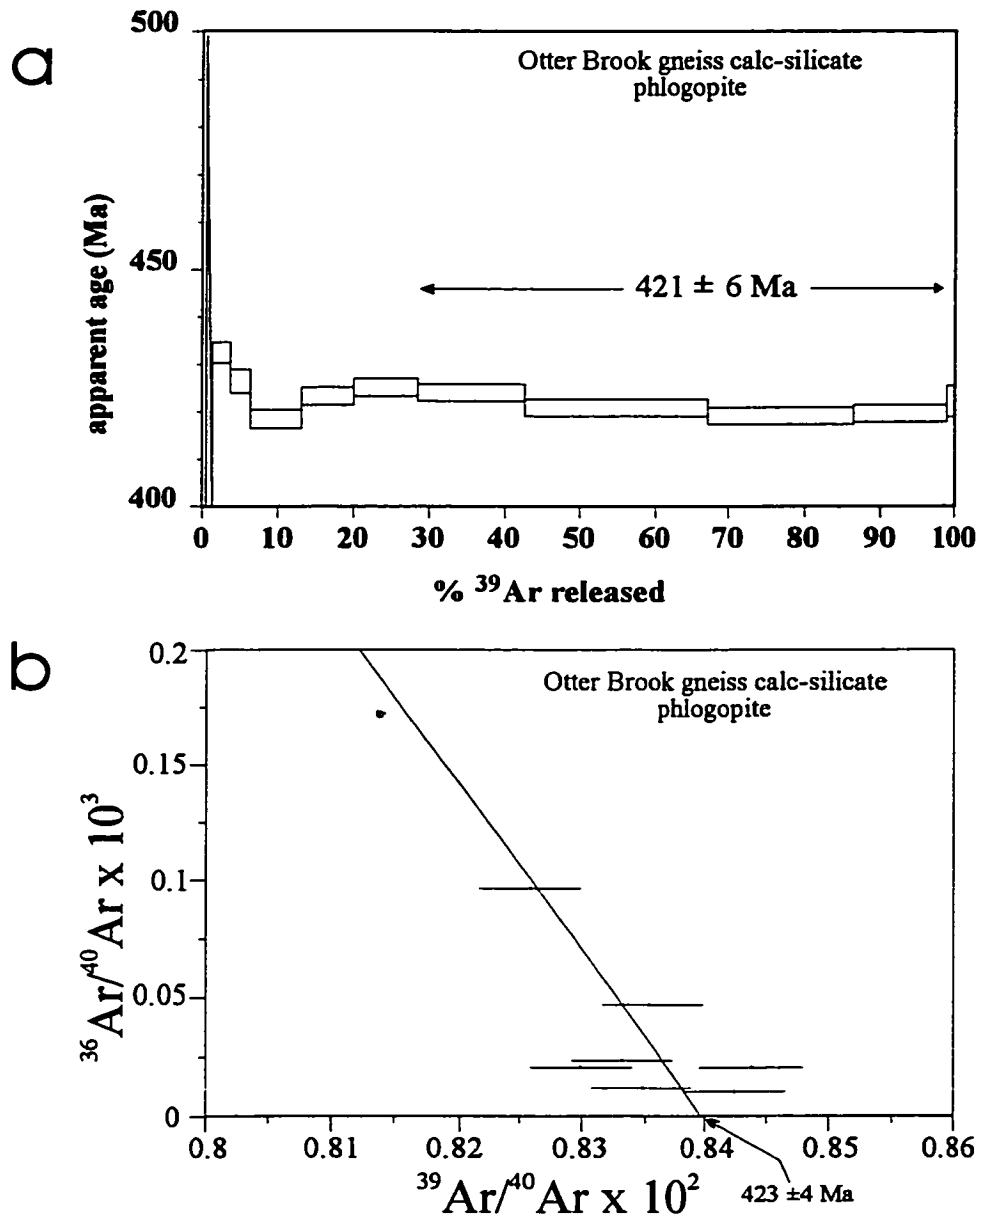 a
500
Otter Brook gneiss calc-silicate
phlogopite
apparent age (Ma)
450
421 ± 6 Ma
400
0 10 20 30 40 50 60 70 80 90 100
% ³⁹Ar released
b
0.2
Otter Brook gneiss calc-silicate
phlogopite
0.15
³⁶Ar/⁴⁰Ar x 10³
0.1
0.05
0
0.8 0.81 0.82 0.83 0.84 0.85 0.86
³⁹Ar/⁴⁰Ar x 10²
423 ±4 Ma